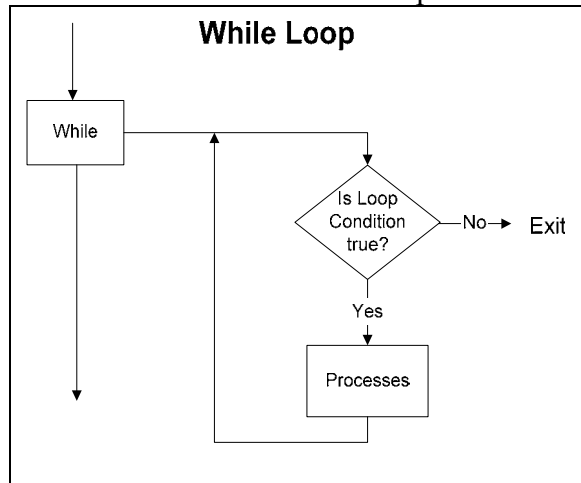 While Loop
While
Is Loop
Condition
true?
No
Exit
Yes
Processes